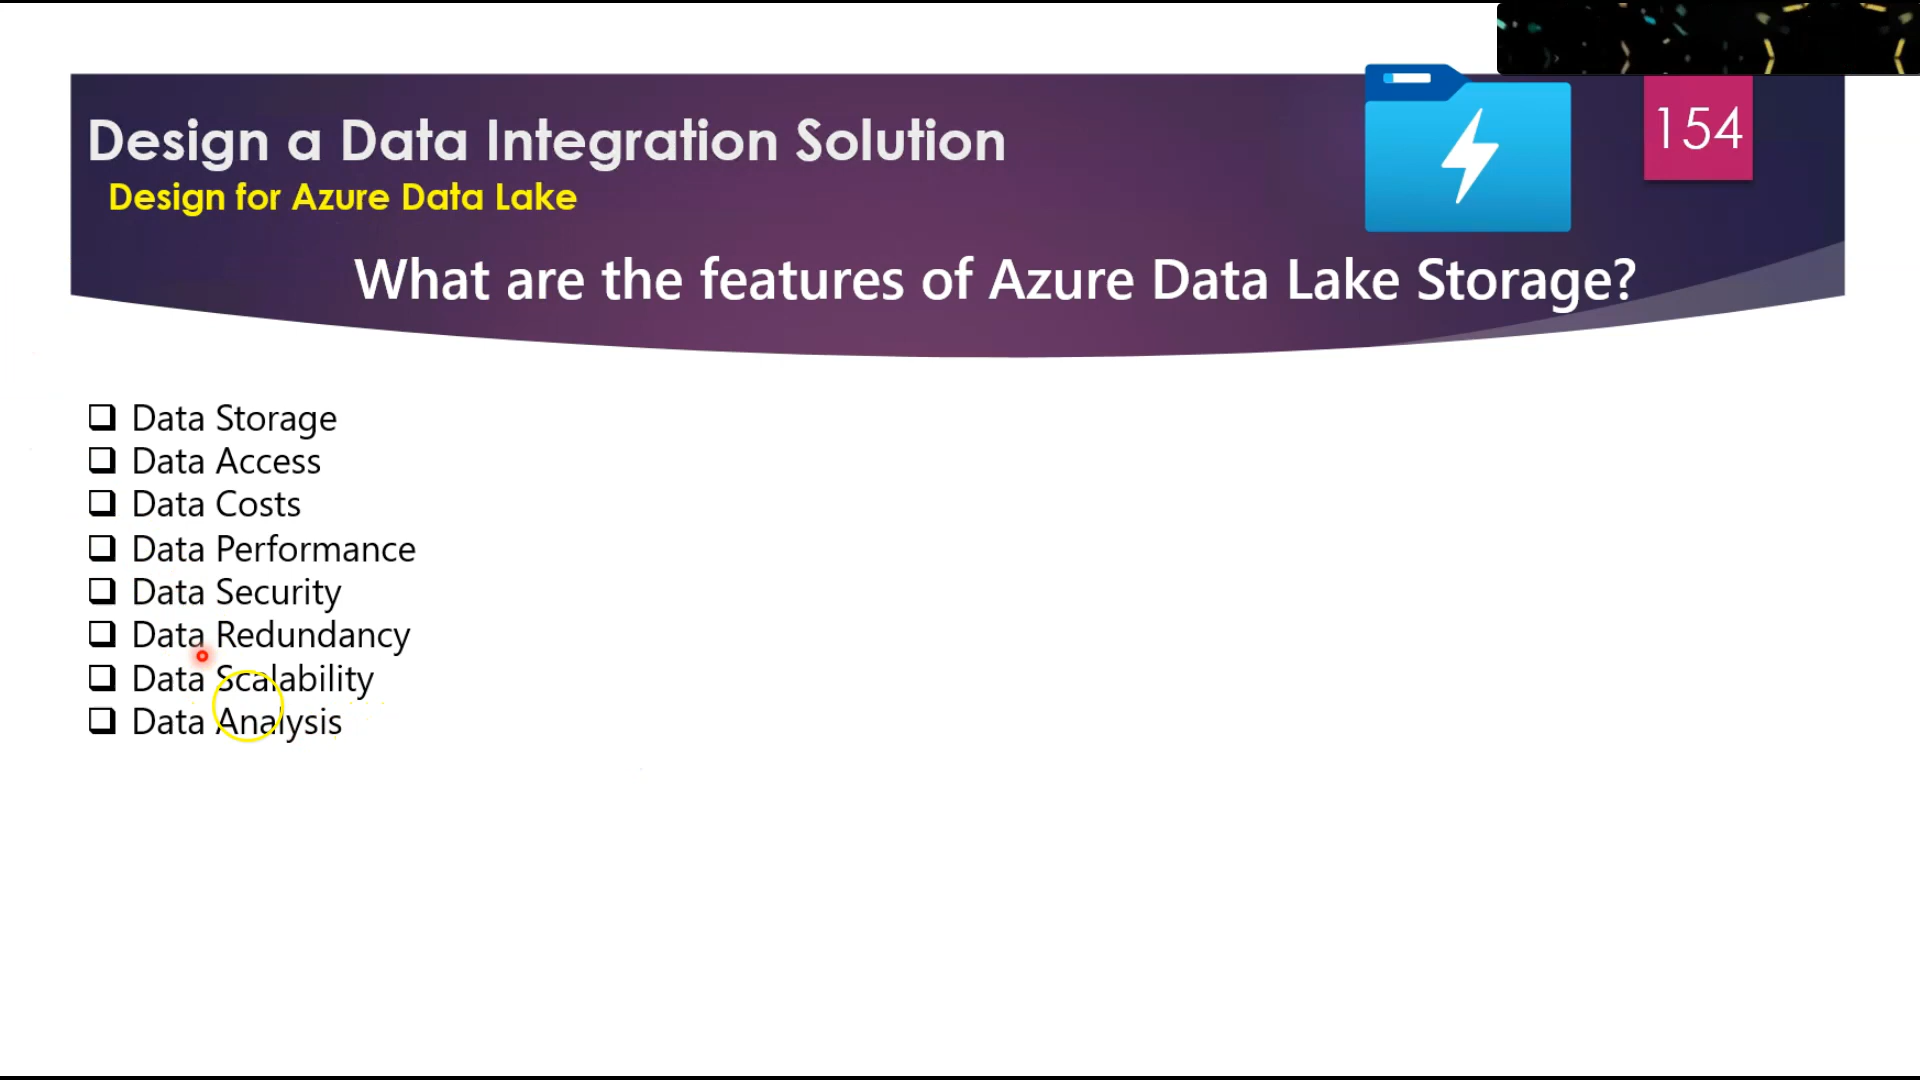 Design a Data Integration Solution
154
Design for Azure Data Lake
What are the features of Azure Data Lake Storage?
Data Storage
Data Access
Data Costs
Data Performance
Data Security
Data Redundancy
Data Scalability
Data Analysis